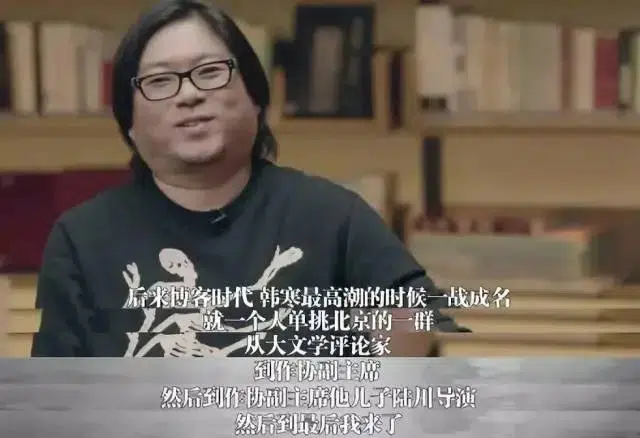 后来博客时代 韩寒最高潮的时候一战成名
就一个人单挑北京的一群
从大文学评论家
到作协副主席
然后到作协副主席他儿子陆川导演
然后到最后我来了